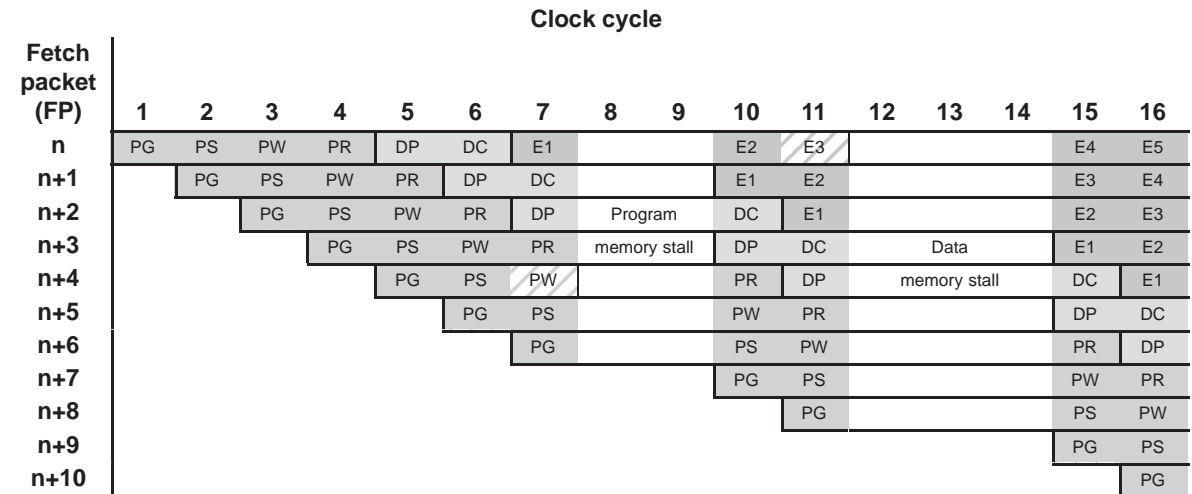 Clock cycle
Fetch
packet
(FP) 1 2 3 4 5 6 7 8 9 10 11 12 13 14 15 16
n PG PS PW PR DP DC E1 E2 E3 E4 E5
n+1 PG PS PW PR DP DC E1 E2 E3 E4
n+2 PG PS PW PR DP Program DC E1 E2 E3
n+3 PG PS PW PR memory stall DP DC Data E1 E2
n+4 PG PS PW PR DP memory stall DC E1
n+5 PG PS PW PR DP DC
n+6 PG PS PW PR DP
n+7 PG PS PW PR
n+8 PG PS PW
n+9 PG PS
n+10 PG